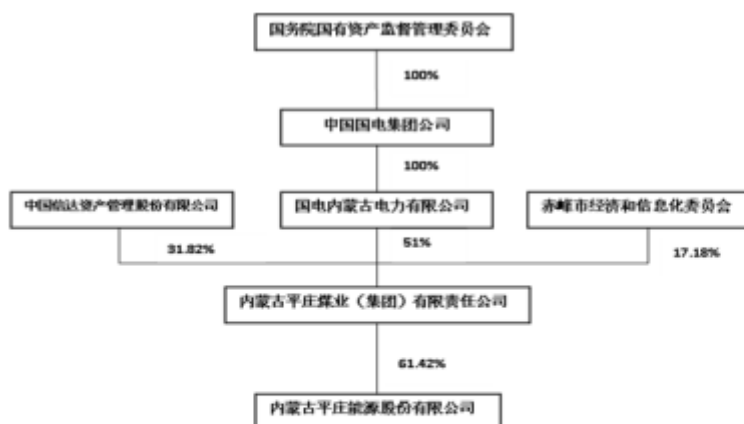 国务院国有资产监督管理委员会
100%
中国国电集团公司
100%
中国信达资产管理股份有限公司
国电内蒙古电力有限公司
赤峰市经济和信息化委员会
31.82%
51%
17.18%
内蒙古平庄煤业（集团）有限责任公司
61.42%
内蒙古平庄能源股份有限公司